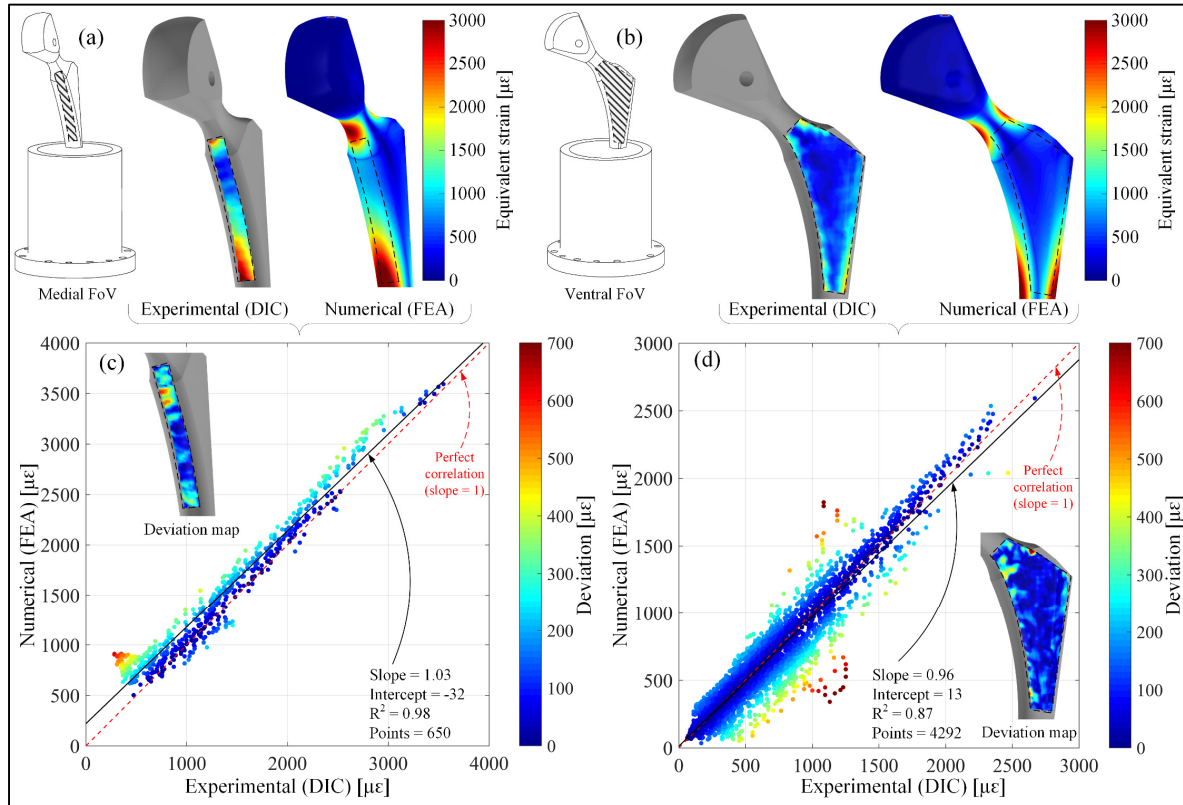 (a)
Medial FoV
Experimental (DIC)
Numerical (FEA)
3000
2500
2000
1500
1000
500
0
Equivalent strain [με]
(b)
Ventral FoV
Experimental (DIC)
Numerical (FEA)
3000
2500
2000
1500
1000
500
0
Equivalent strain [με]
(c)
4000
3500
3000
2500
2000
1500
1000
500
0
Numerical (FEA) [με]
Deviation map
Perfect
correlation
(slope = 1)
Slope = 1.03
Intercept = -32
R² = 0.98
Points = 650
0
1000
2000
3000
4000
Experimental (DIC) [με]
700
600
500
400
300
200
100
0
Deviation [με]
(d)
3000
2500
2000
1500
1000
500
0
Numerical (FEA) [με]
Perfect
correlation
(slope = 1)
Slope = 0.96
Intercept = 13
R² = 0.87
Points = 4292
Deviation map
0
500
1000
1500
2000
2500
3000
Experimental (DIC) [με]
700
600
500
400
300
200
100
0
Deviation [με]